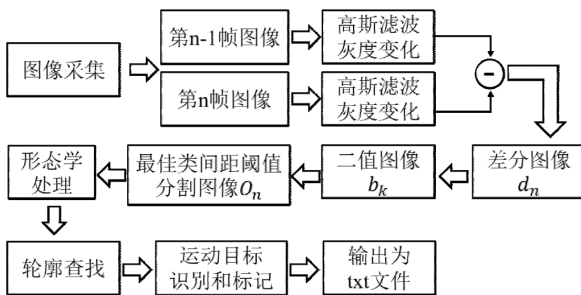 图像采集
第n-1帧图像
高斯滤波
灰度变化
第n帧图像
高斯滤波
灰度变化
-
差分图像
dₙ
二值图像
bₖ
最佳类间距阈值
分割图像Oₙ
形态学
处理
轮廓查找
运动目标
识别和标记
输出为
txt文件